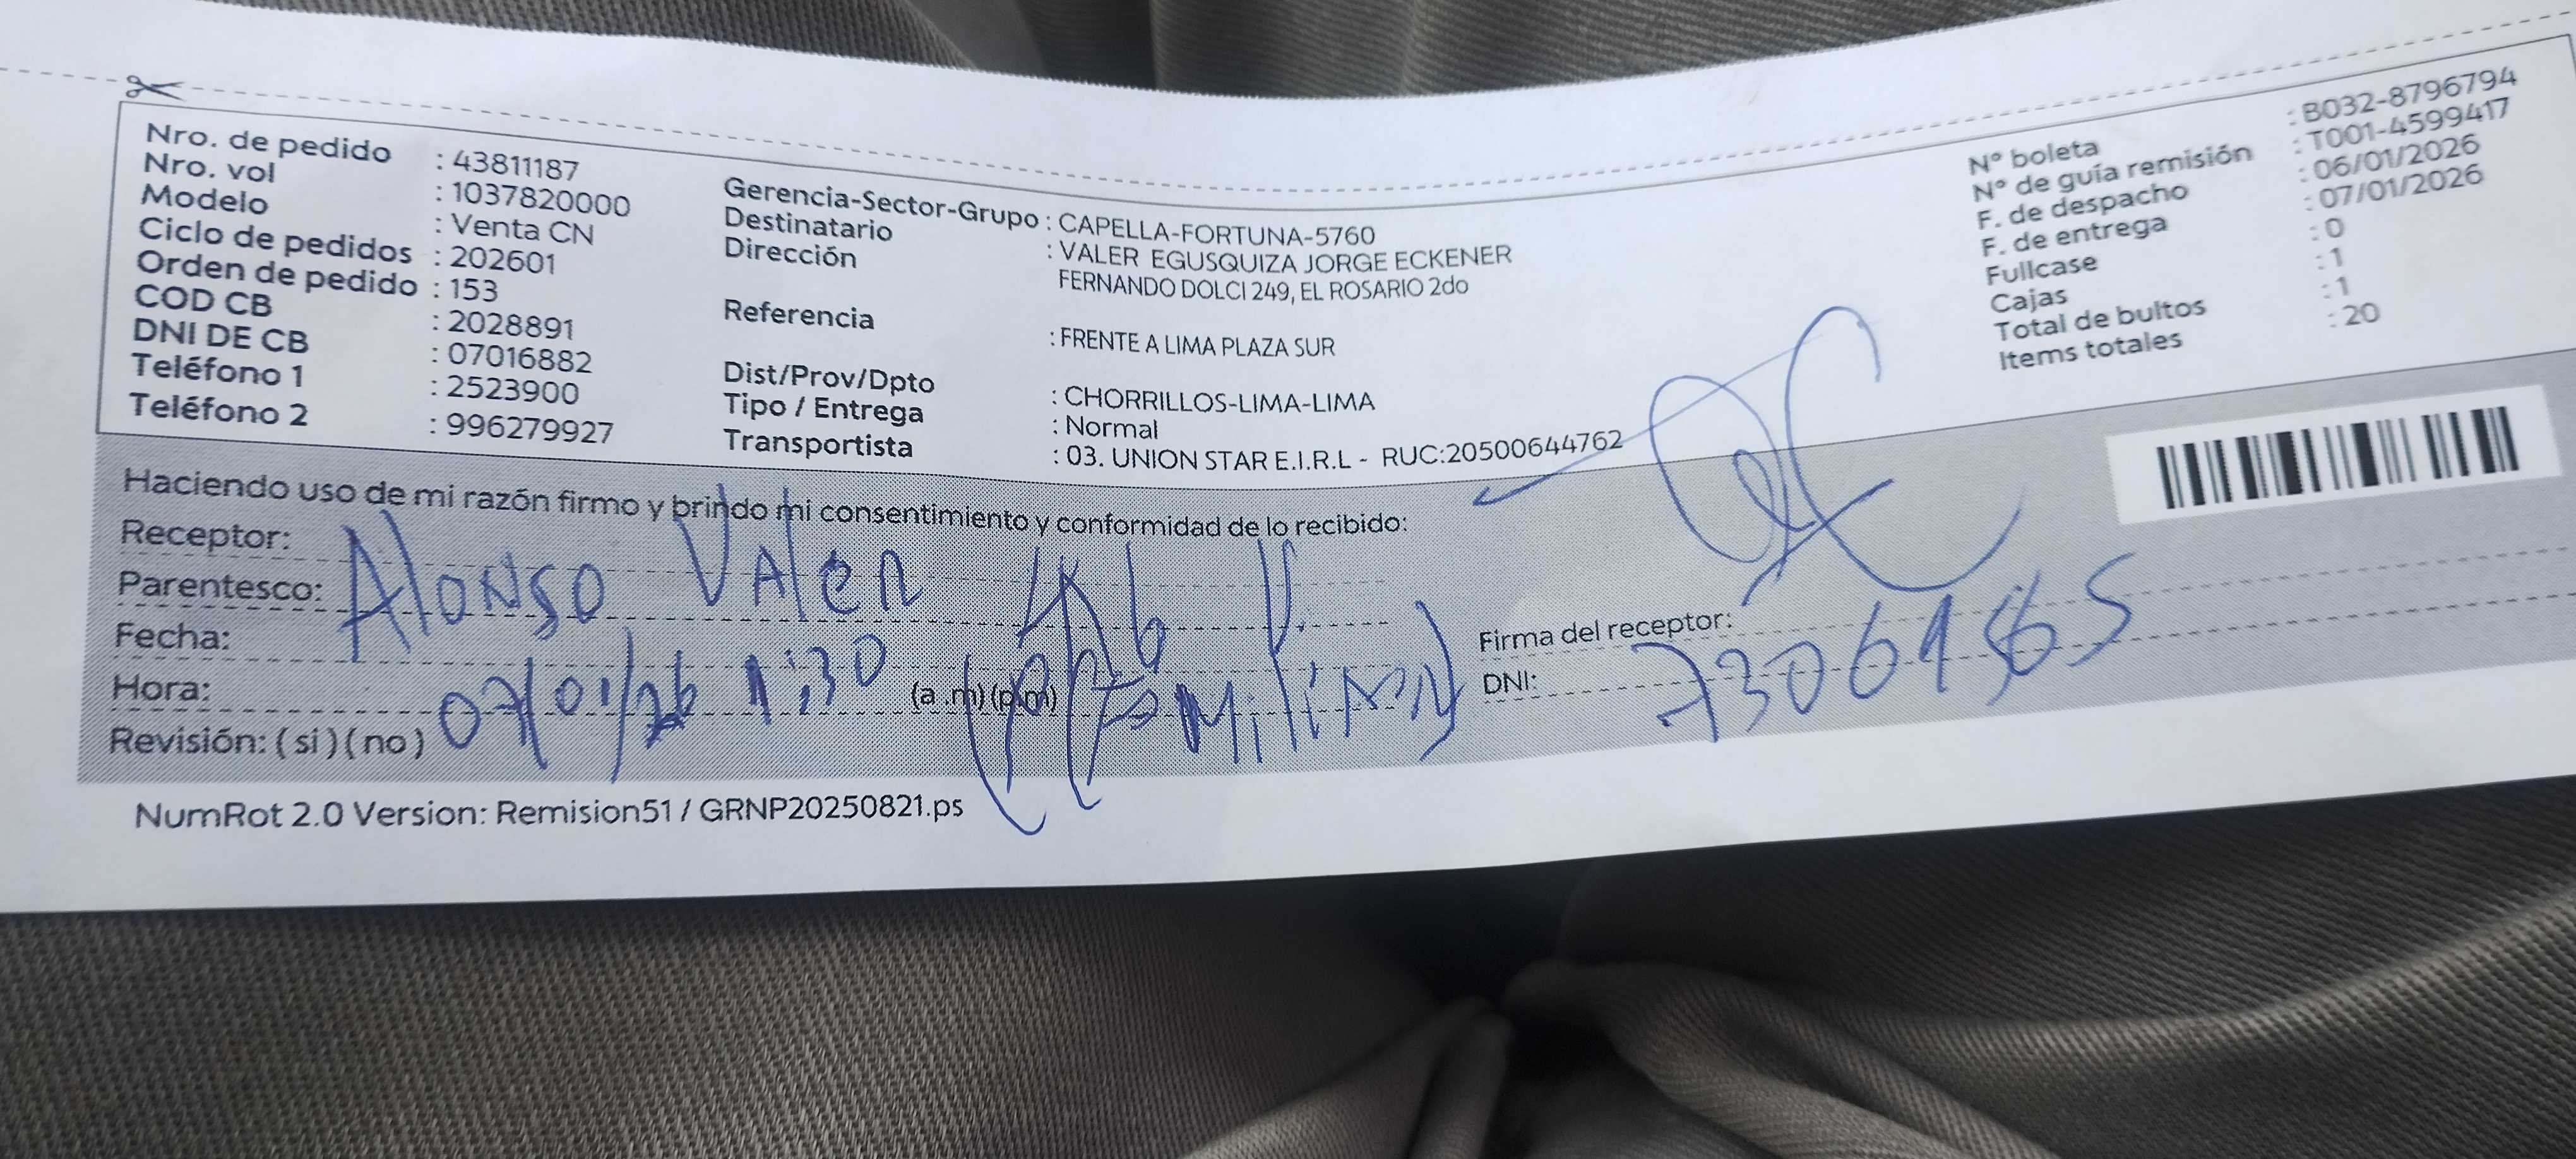 Nro. de pedido : 43811187
Nro. vol : 1037820000
Modelo : Venta CN
Ciclo de pedidos : 202601
Orden de pedido : 153
COD CB : 2028891
DNI DE CB : 07016882
Teléfono 1 : 2523900
Teléfono 2 : 996279927
Gerencia-Sector-Grupo : CAPELLA-FORTUNA-5760
Destinatario : VALER EGUSQUIZA JORGE ECKENER
Dirección FERNANDO DOLCI 249, EL ROSARIO 2do
Referencia : FRENTE A LIMA PLAZA SUR
Dist/Prov/Dpto : CHORRILLOS-LIMA-LIMA
Tipo / Entrega : Normal
Transportista : 03. UNION STAR E.I.R.L - RUC:20500644762
N° boleta : B032-8796794
N° de guía remisión : T001-4599417
F. de despacho : 06/01/2026
F. de entrega : 07/01/2026
Fullcase : 0
Cajas : 1
Total de bultos : 1
Items totales : 20
Haciendo uso de mi razón firmo y brindo mi consentimiento y conformidad de lo recibido:
Receptor:
Parentesco: Alonso Valer
Fecha:
Hora: 07/01/26 1:30 (a.m)(p.m)
Revisión: (si)(no)
Firma del receptor:
DNI:
NumRot 2.0 Version: Remision51 / GRNP20250821.ps